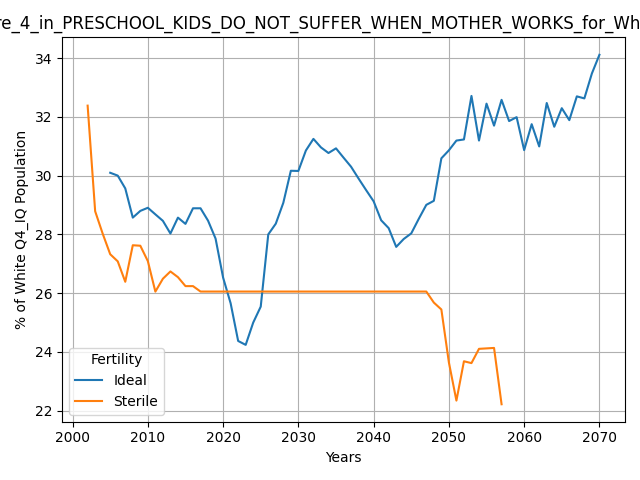 re_4_in_PRESCHOOL_KIDS_DO_NOT_SUFFER_WHEN_MOTHER_WORKS_for_Wh
34
32
30
28
26
24
22
% of White Q4_IQ Population
Fertility
Ideal
Sterile
2000 2010 2020 2030 2040 2050 2060 2070
Years